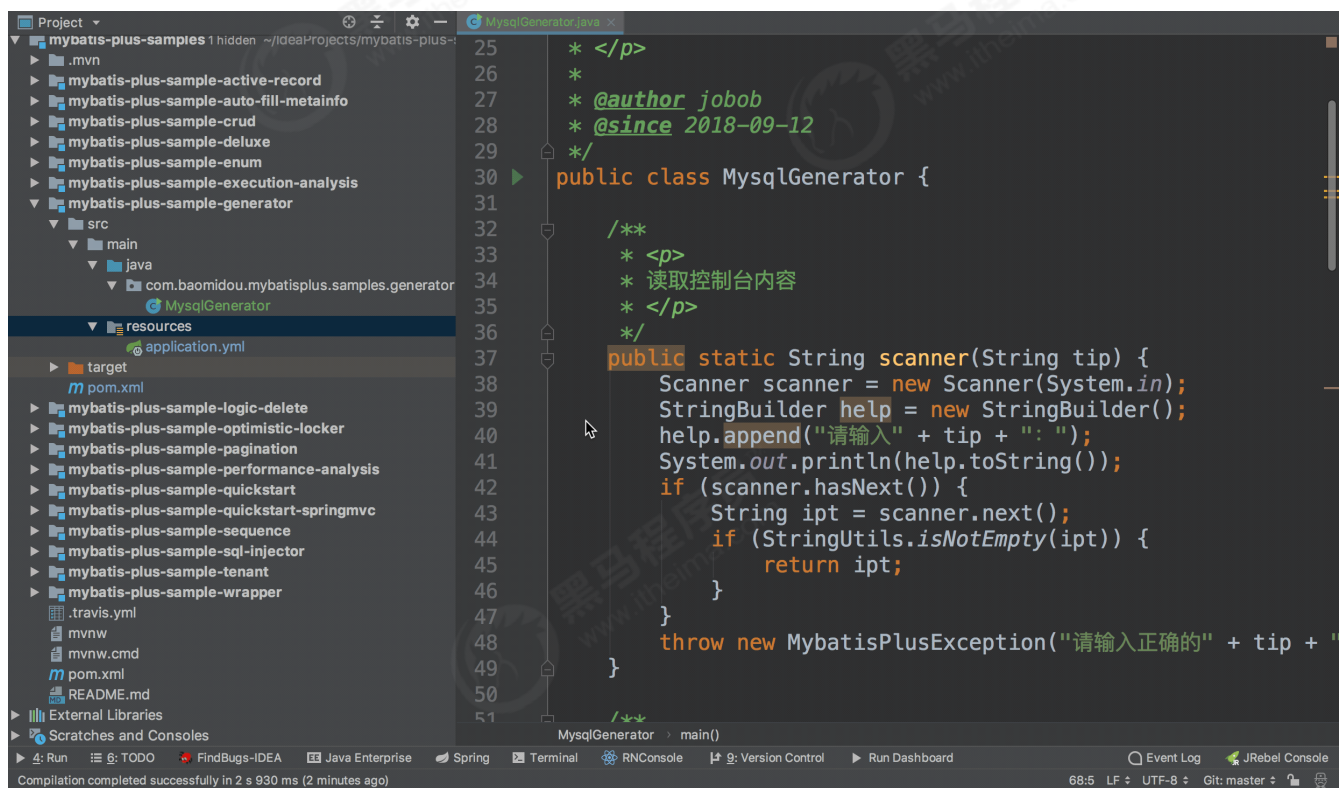 Project
MysqlGenerator.java
mybatis-plus-samples 1 hidden ~/IdeaProjects/mybatis-plus-
.mvn
mybatis-plus-sample-active-record
mybatis-plus-sample-auto-fill-metainfo
mybatis-plus-sample-crud
mybatis-plus-sample-deluxe
mybatis-plus-sample-enum
mybatis-plus-sample-execution-analysis
mybatis-plus-sample-generator
src
main
java
com.baomidou.mybatisplus.samples.generator
MysqlGenerator
resources
application.yml
target
pom.xml
mybatis-plus-sample-logic-delete
mybatis-plus-sample-optimistic-locker
mybatis-plus-sample-pagination
mybatis-plus-sample-performance-analysis
mybatis-plus-sample-quickstart
mybatis-plus-sample-quickstart-springmvc
mybatis-plus-sample-sequence
mybatis-plus-sample-sql-injector
mybatis-plus-sample-tenant
mybatis-plus-sample-wrapper
.travis.yml
mvnw
mvnw.cmd
pom.xml
README.md
External Libraries
Scratches and Consoles
25 * </p>
26 *
27 * @author jobob
28 * @since 2018-09-12
29 */
30 public class MysqlGenerator {
31
32 /**
33 * <p>
34 * 读取控制台内容
35 * </p>
36 */
37 public static String scanner(String tip) {
38 Scanner scanner = new Scanner(System.in);
39 StringBuilder help = new StringBuilder();
40 help.append("请输入" + tip + "：");
41 System.out.println(help.toString());
42 if (scanner.hasNext()) {
43 String ipt = scanner.next();
44 if (StringUtils.isNotEmpty(ipt)) {
45 return ipt;
46 }
47 }
48 throw new MybatisPlusException("请输入正确的" + tip + "
49 }
50
51 /**
MysqlGenerator › main()
4: Run 6: TODO FindBugs-IDEA Java Enterprise Spring Terminal RNConsole 9: Version Control Run Dashboard Event Log JRebel Console
Compilation completed successfully in 2 s 930 ms (2 minutes ago) 68:5 LF UTF-8 Git: master
黑马程序员